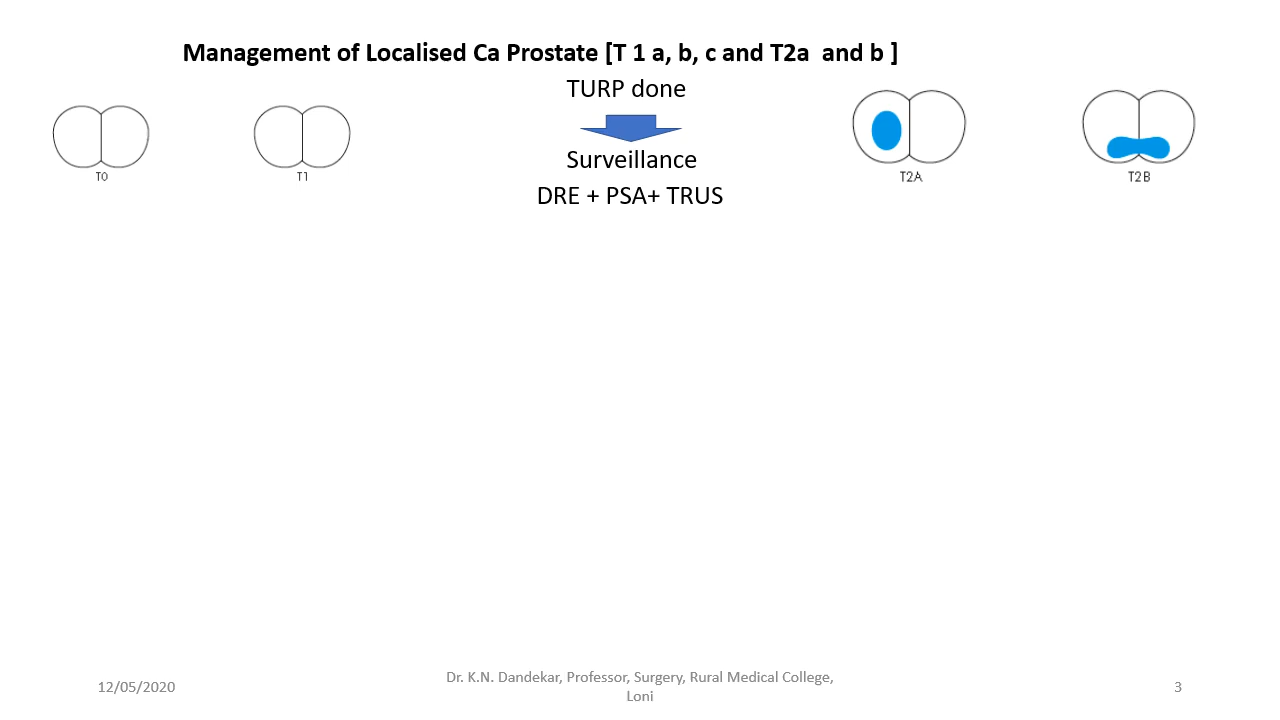 Management of Localised Ca Prostate [T 1 a, b, c and T2a  and b ]
TURP done
Surveillance
DRE + PSA+ TRUS
T0
T1
T2A
T2B
12/05/2020
Dr. K.N. Dandekar, Professor, Surgery, Rural Medical College,
Loni
3